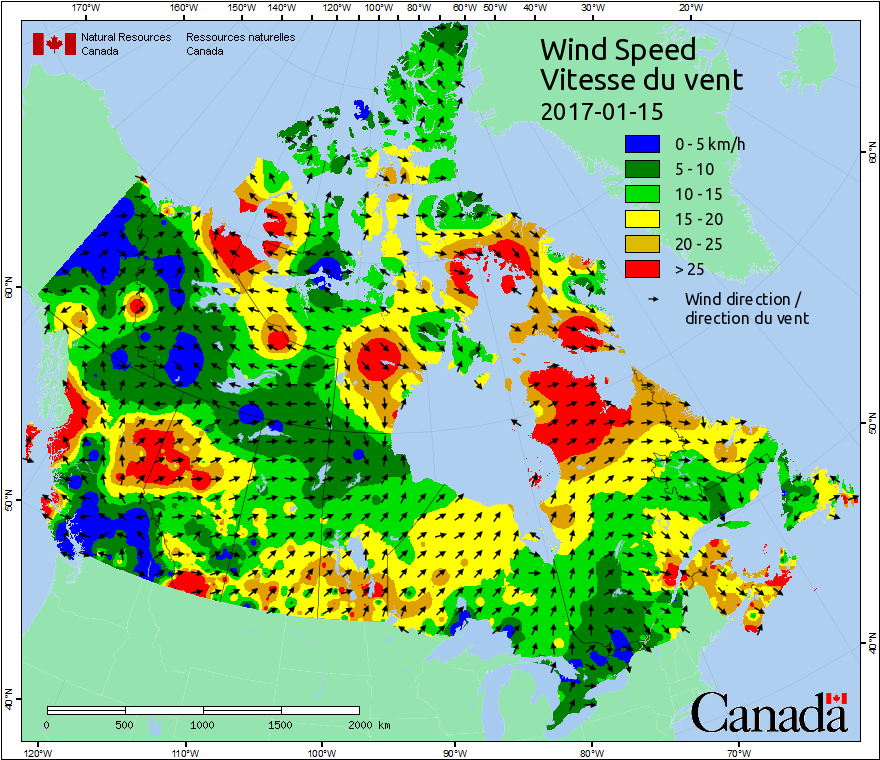 170°W 160°W 150°W 140°W 120°W 100°W 80°W 60°W 50°W 40°W 30°W 20°W
Natural Resources Ressources naturelles
Canada Canada
Wind Speed
Vitesse du vent
2017-01-15
0 - 5 km/h
5 - 10
10 - 15
15 - 20
20 - 25
> 25
Wind direction /
direction du vent
60°N
60°N
50°N
50°N
40°N
40°N
0 500 1000 1500 2000 km
Canada
120°W 110°W 100°W 90°W 80°W 70°W